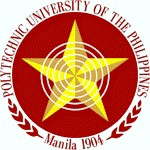 POLYTECHNIC UNIVERSITY OF THE PHILIPPINES
Manila 1904